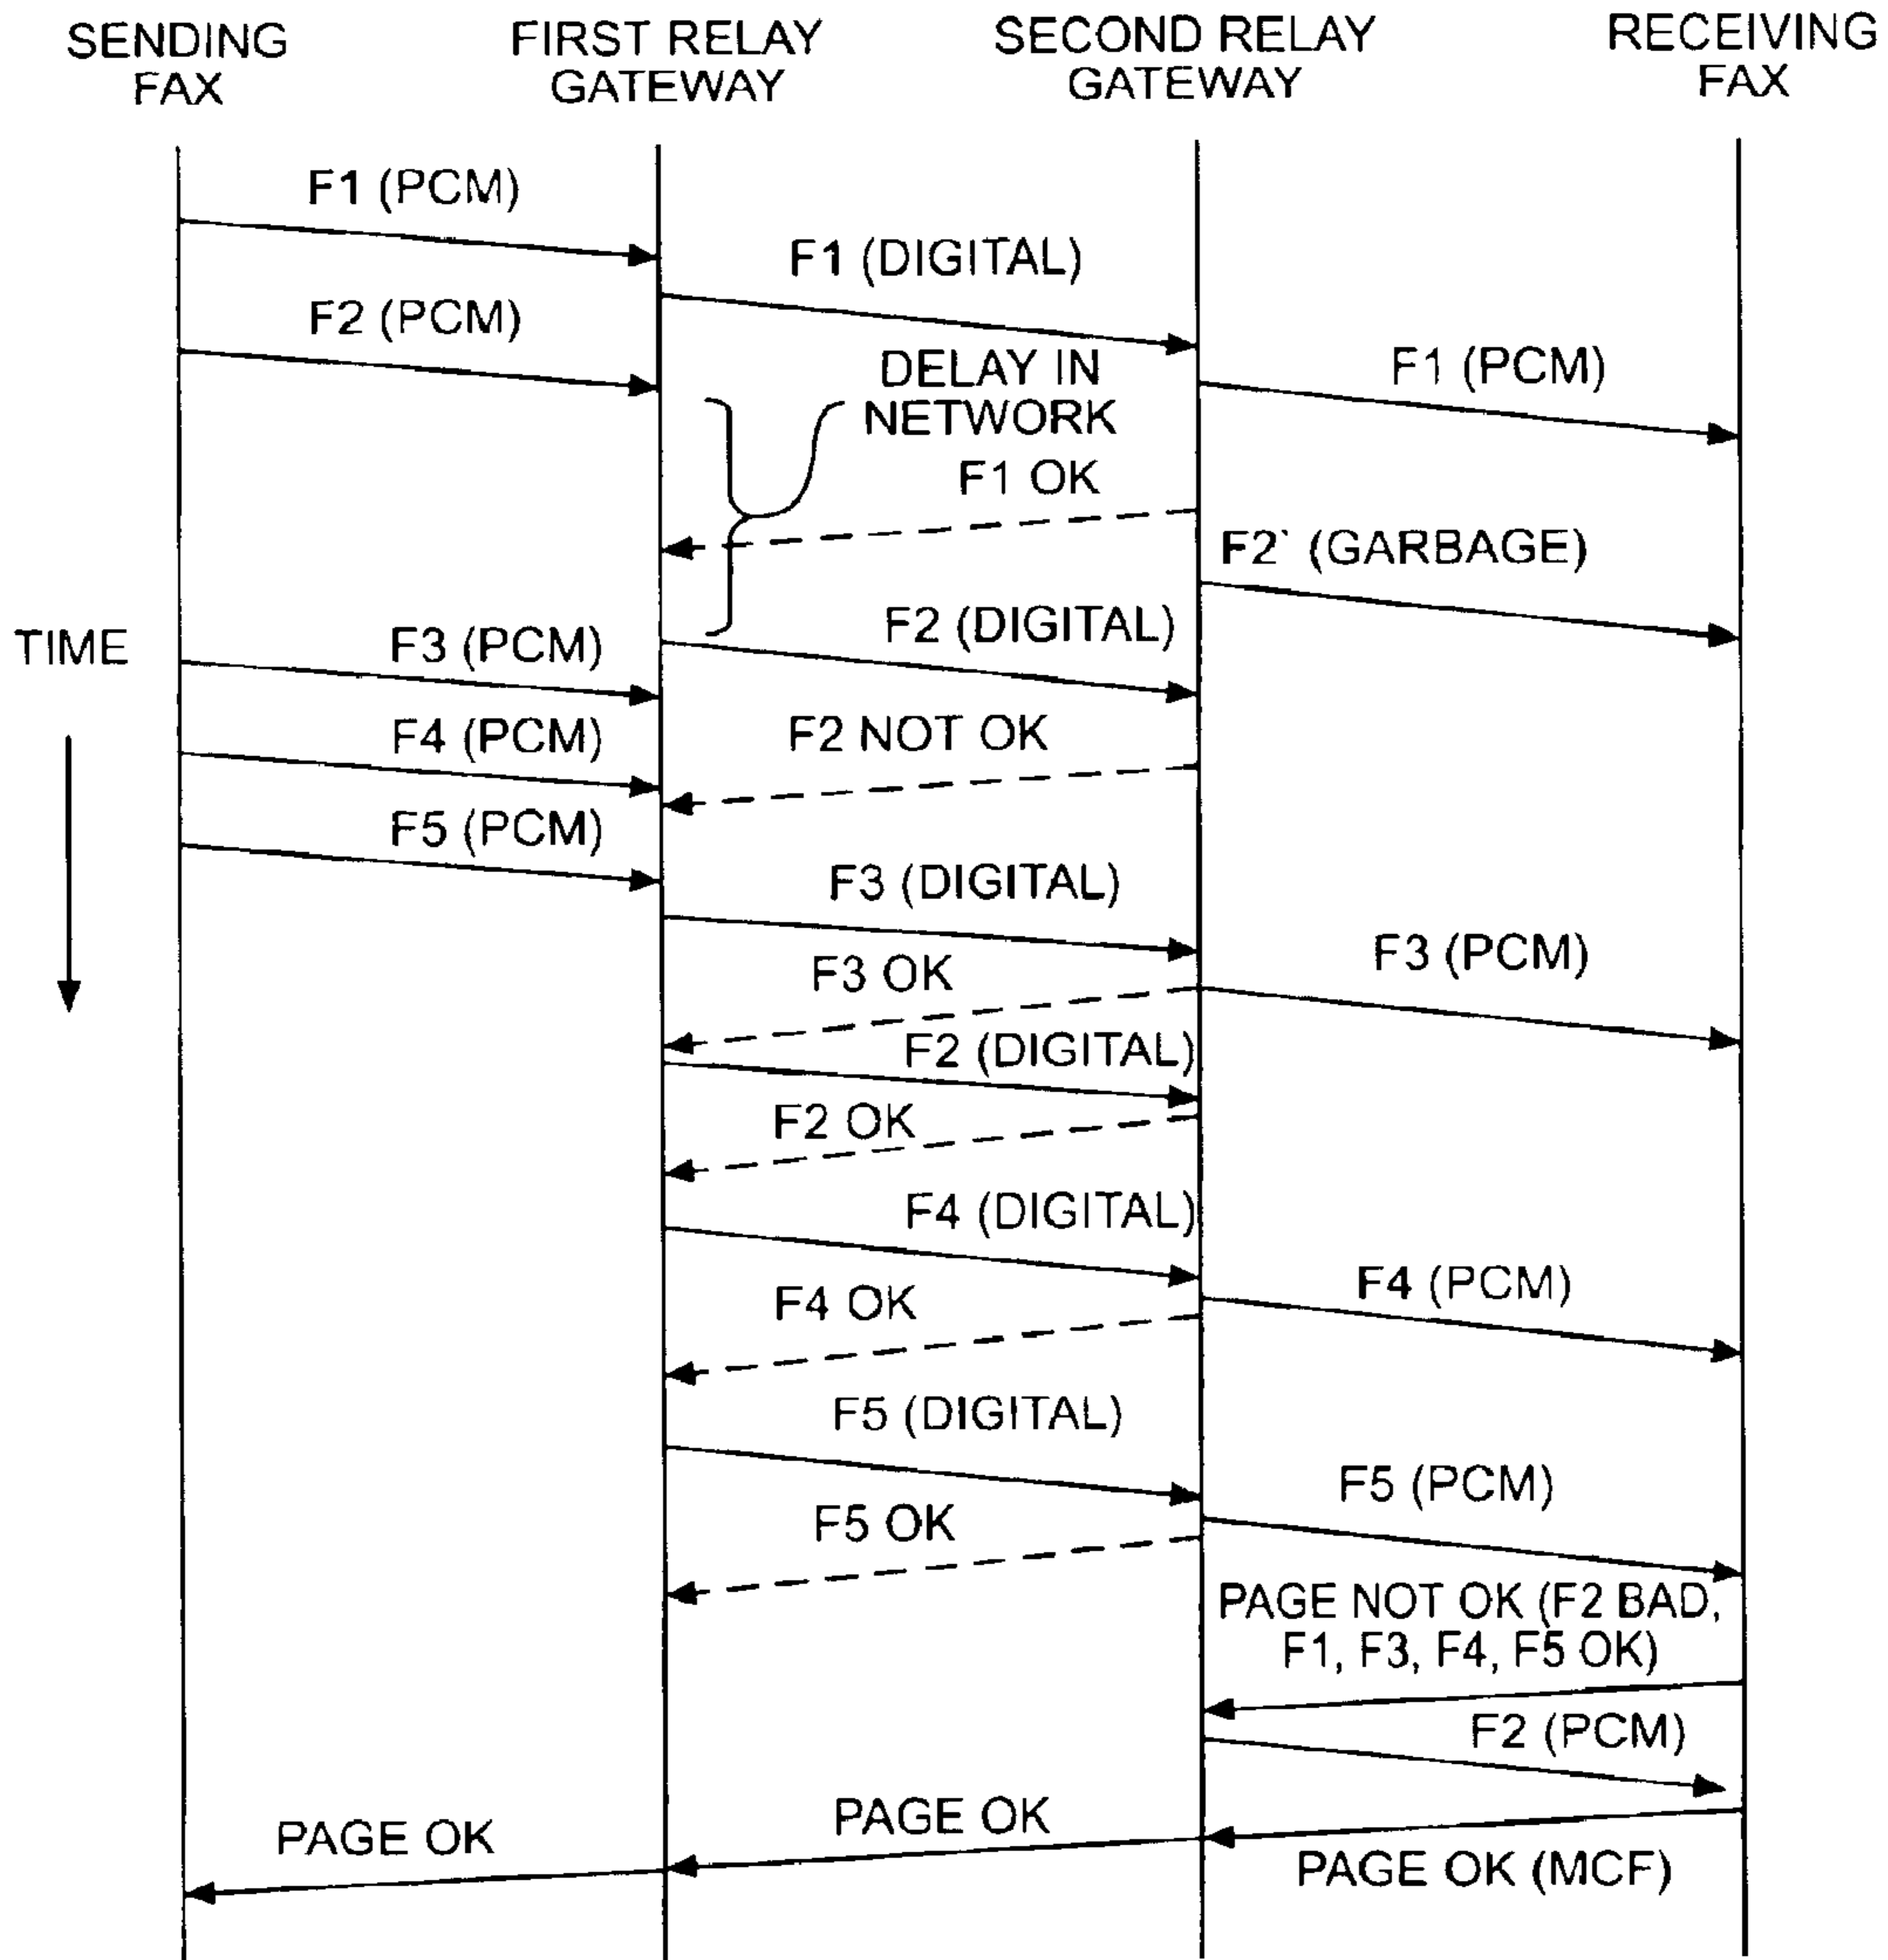 SENDING
FAX
FIRST RELAY
GATEWAY
SECOND RELAY
GATEWAY
RECEIVING
FAX
F1 (PCM)
F1 (DIGITAL)
F2 (PCM)
DELAY IN
NETWORK
F1 (PCM)
F1 OK
F2` (GARBAGE)
F2 (DIGITAL)
TIME
F3 (PCM)
F4 (PCM)
F2 NOT OK
F5 (PCM)
F3 (DIGITAL)
F3 (PCM)
F3 OK
F2 (DIGITAL)
F2 OK
F4 (DIGITAL)
F4 (PCM)
F4 OK
F5 (DIGITAL)
F5 (PCM)
F5 OK
PAGE NOT OK (F2 BAD,
F1, F3, F4, F5 OK)
F2 (PCM)
PAGE OK
PAGE OK
PAGE OK (MCF)